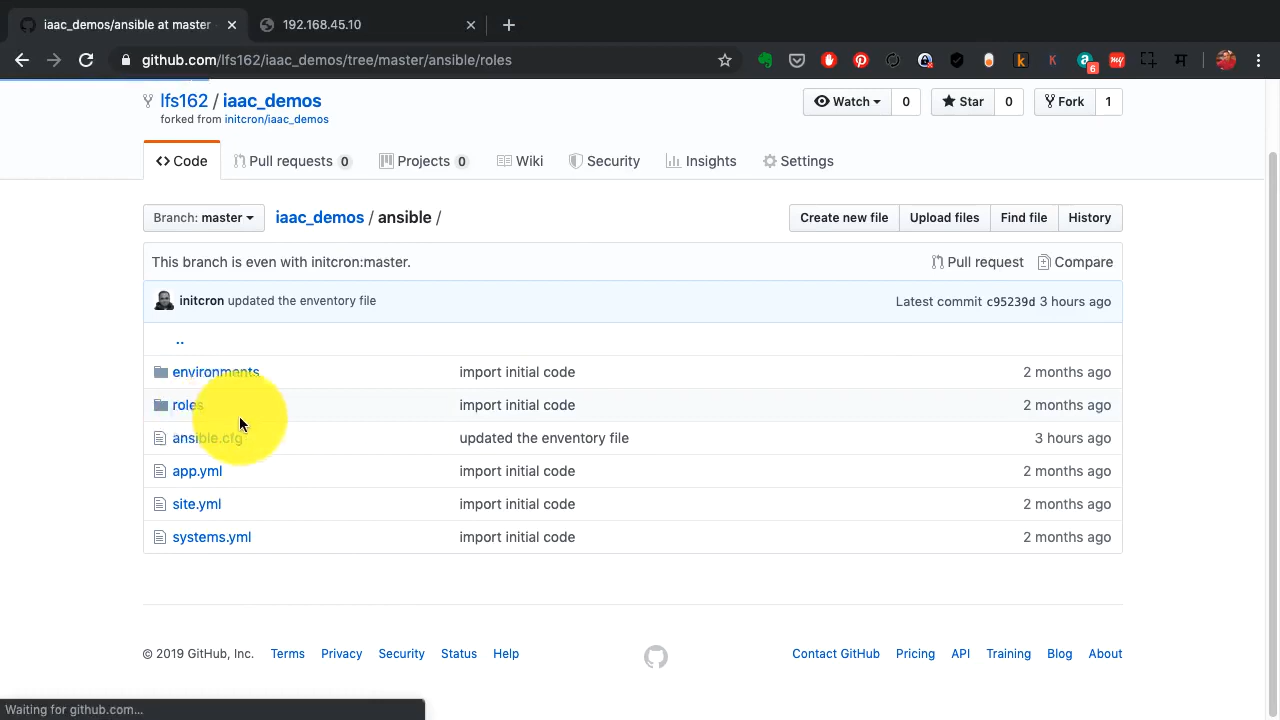 iaac_demos/ansible at master
192.168.45.10
github.com/lfs162/iaac_demos/tree/master/ansible/roles
6
lfs162 / iaac_demos
Watch 0 Star 0 Fork 1
forked from initcron/iaac_demos
Code Pull requests 0 Projects 0 Wiki Security Insights Settings
Branch: master iaac_demos / ansible / Create new file Upload files Find file History
This branch is even with initcron:master. Pull request Compare
initcron updated the enventory file Latest commit c95239d 3 hours ago
..
environments import initial code 2 months ago
roles import initial code 2 months ago
ansible.cfg updated the enventory file 3 hours ago
app.yml import initial code 2 months ago
site.yml import initial code 2 months ago
systems.yml import initial code 2 months ago
© 2019 GitHub, Inc. Terms Privacy Security Status Help Contact GitHub Pricing API Training Blog About
Waiting for github.com...